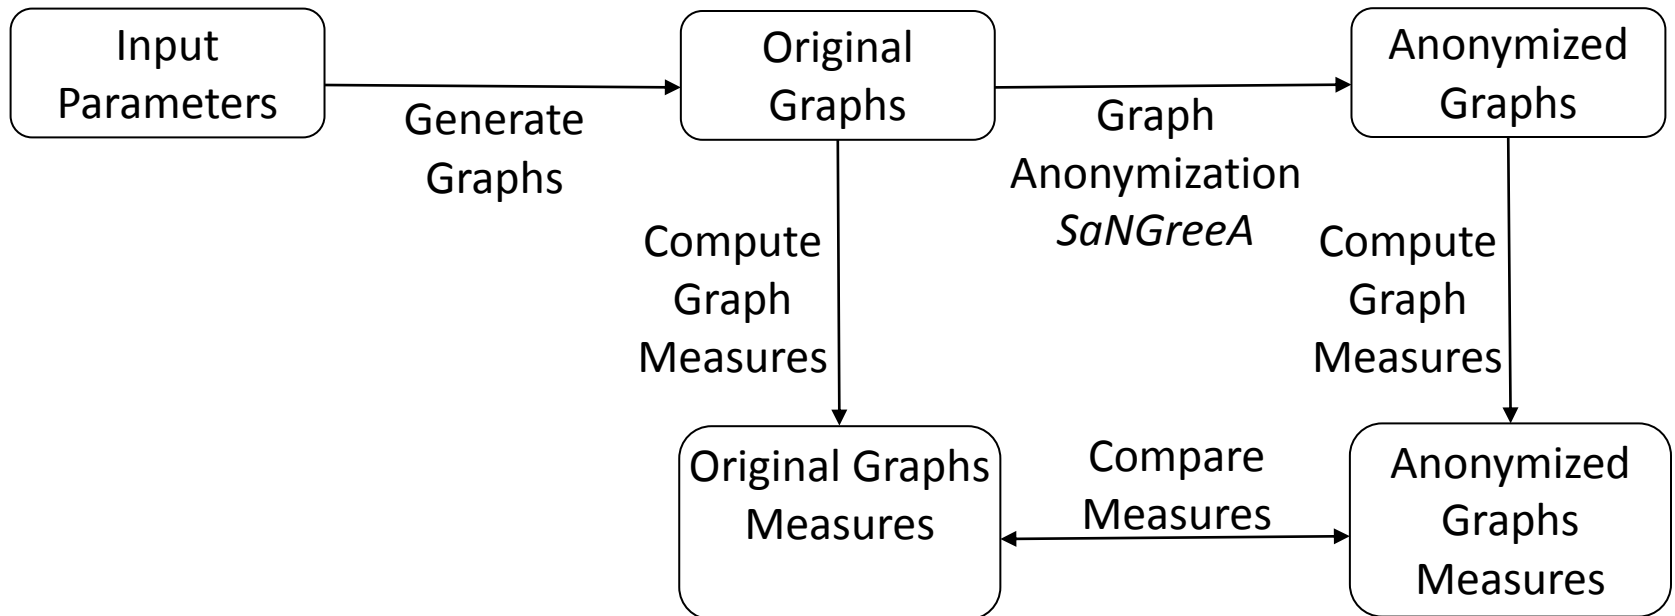 Input
Parameters
Generate
Graphs
Original
Graphs
Graph
Anonymization
SaNGreeA
Anonymized
Graphs
Compute
Graph
Measures
Compute
Graph
Measures
Original Graphs
Measures
Compare
Measures
Anonymized
Graphs
Measures